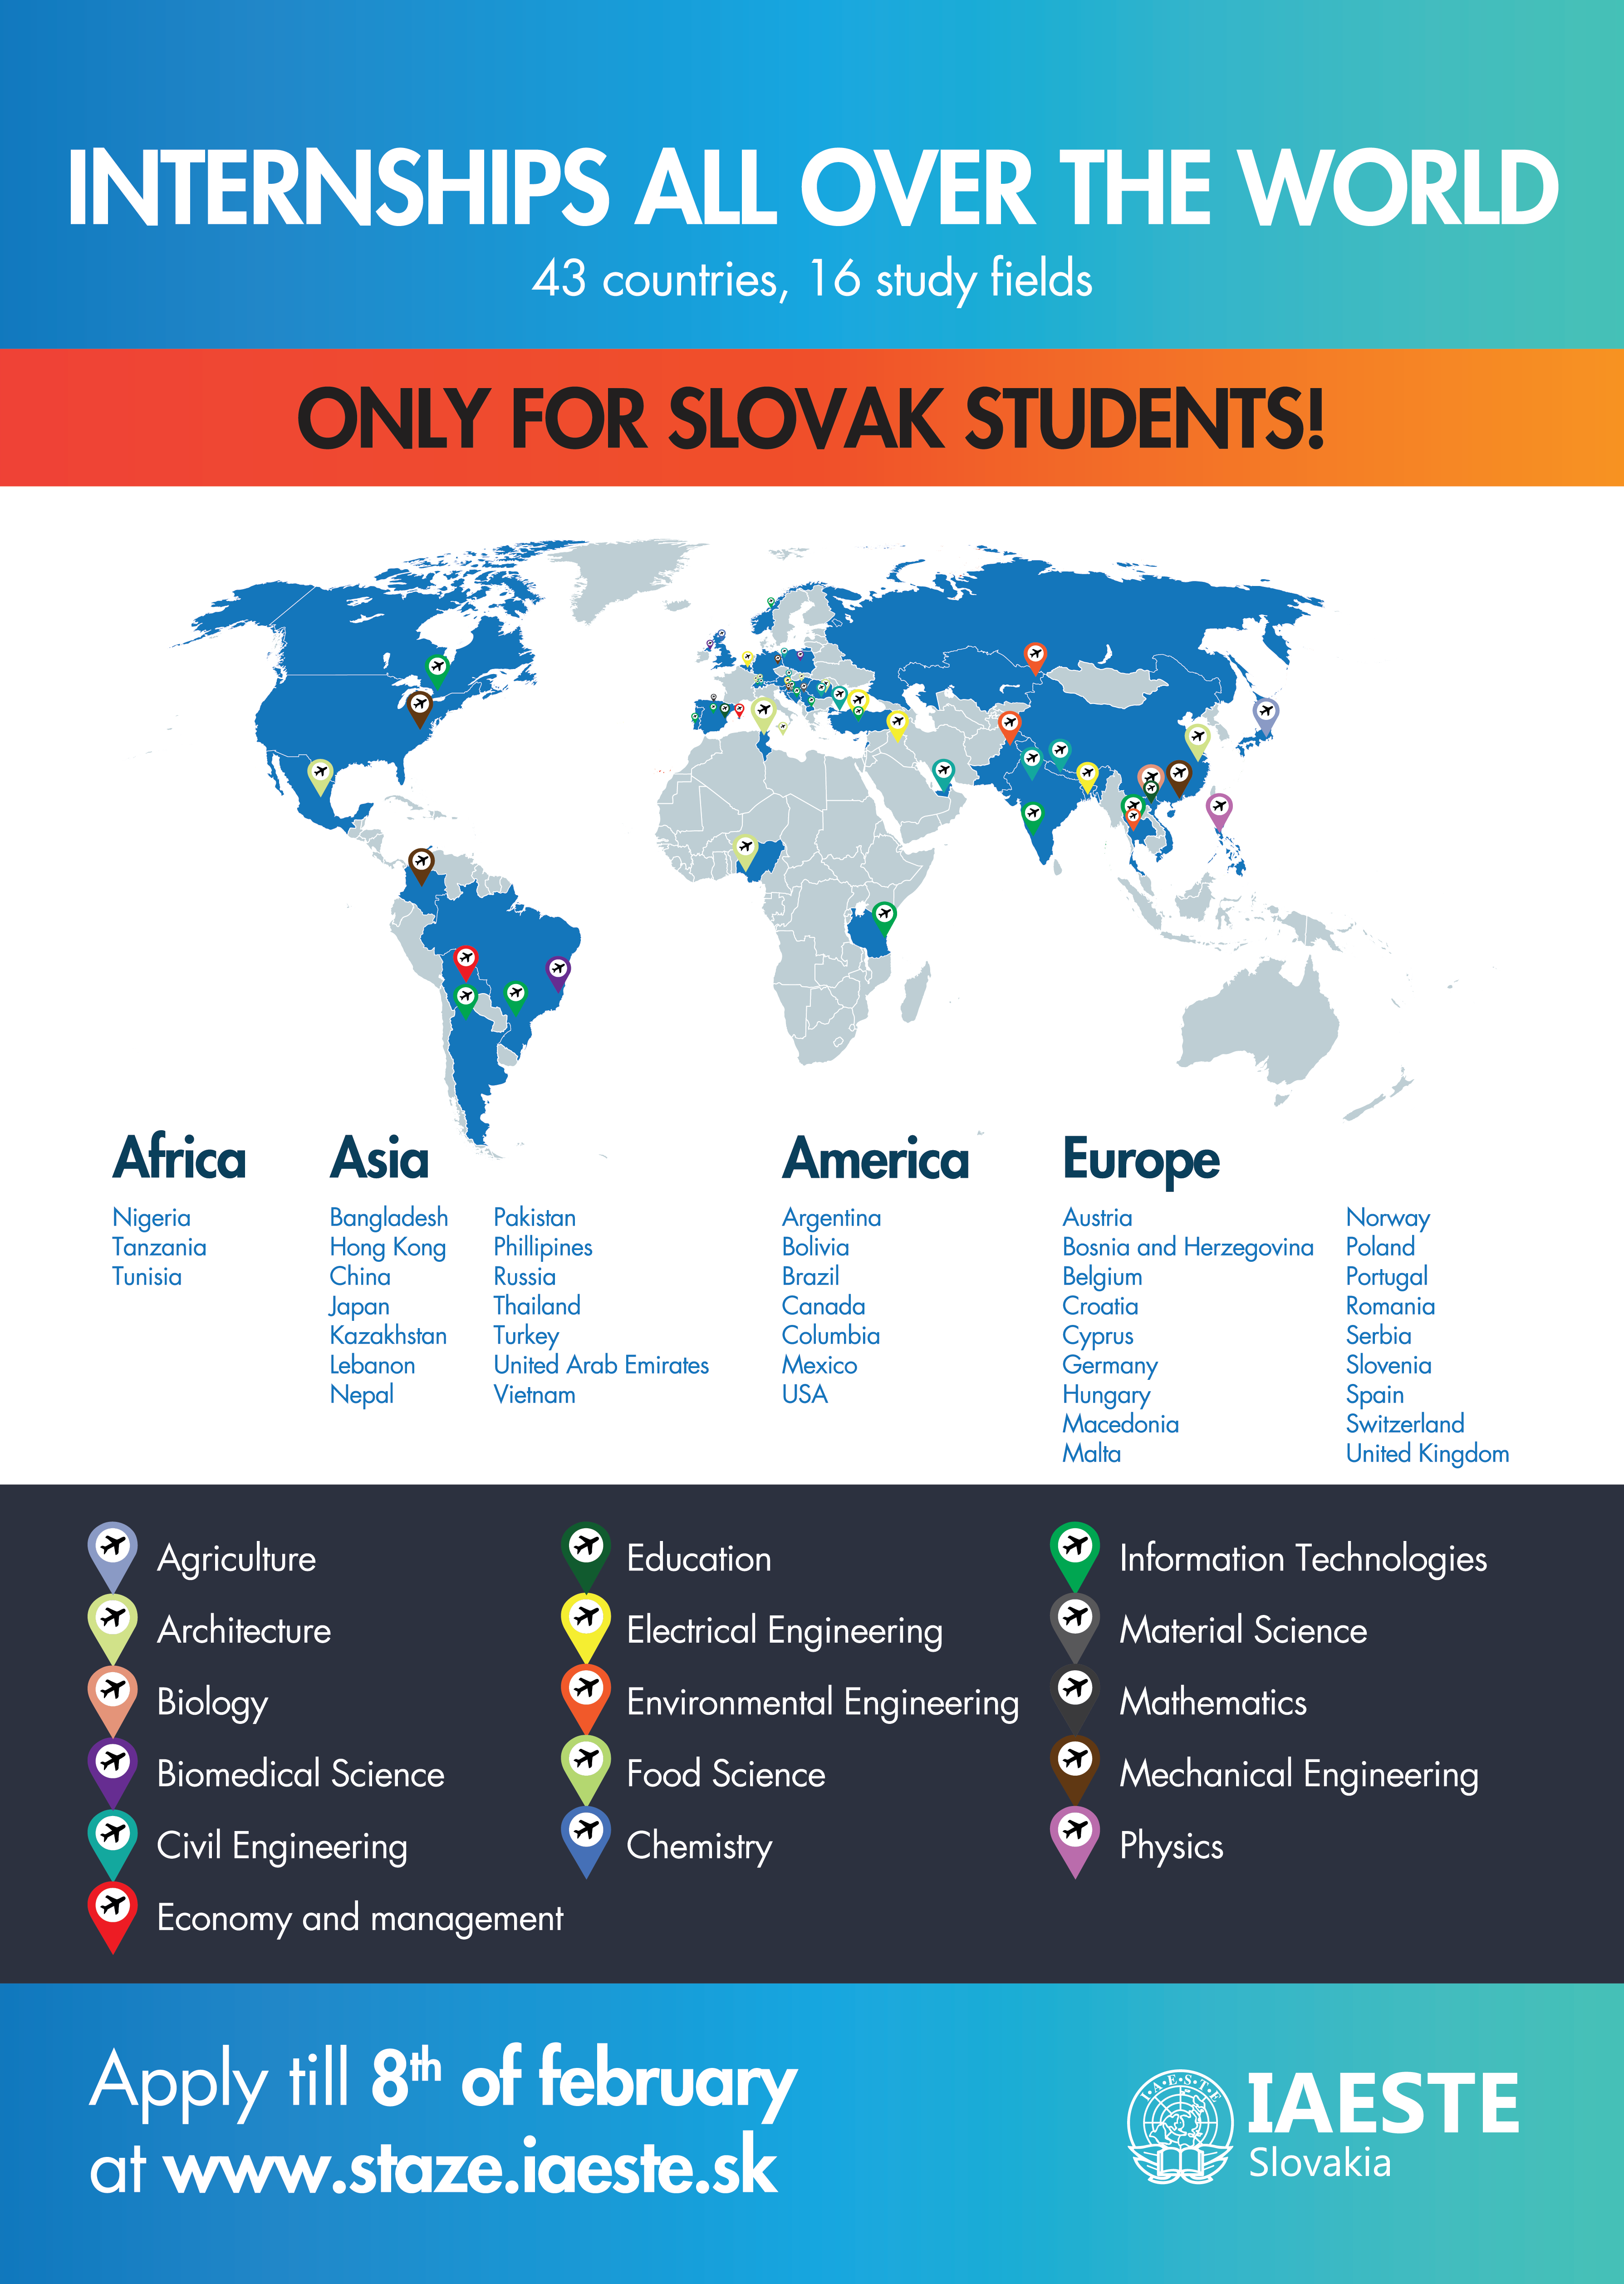 INTERNSHIPS ALL OVER THE WORLD
43 countries, 16 study fields
ONLY FOR SLOVAK STUDENTS!
Africa
Nigeria
Tanzania
Tunisia
Asia
Bangladesh
Hong Kong
China
Japan
Kazakhstan
Lebanon
Nepal
Pakistan
Phillipines
Russia
Thailand
Turkey
United Arab Emirates
Vietnam
America
Argentina
Bolivia
Brazil
Canada
Columbia
Mexico
USA
Europe
Austria
Bosnia and Herzegovina
Belgium
Croatia
Cyprus
Germany
Hungary
Macedonia
Malta
Norway
Poland
Portugal
Romania
Serbia
Slovenia
Spain
Switzerland
United Kingdom
Agriculture
Architecture
Biology
Biomedical Science
Civil Engineering
Economy and management
Education
Electrical Engineering
Environmental Engineering
Food Science
Chemistry
Information Technologies
Material Science
Mathematics
Mechanical Engineering
Physics
Apply till 8th of february
at www.staze.iaeste.sk
I·A·E·S·T·E
IAESTE
Slovakia